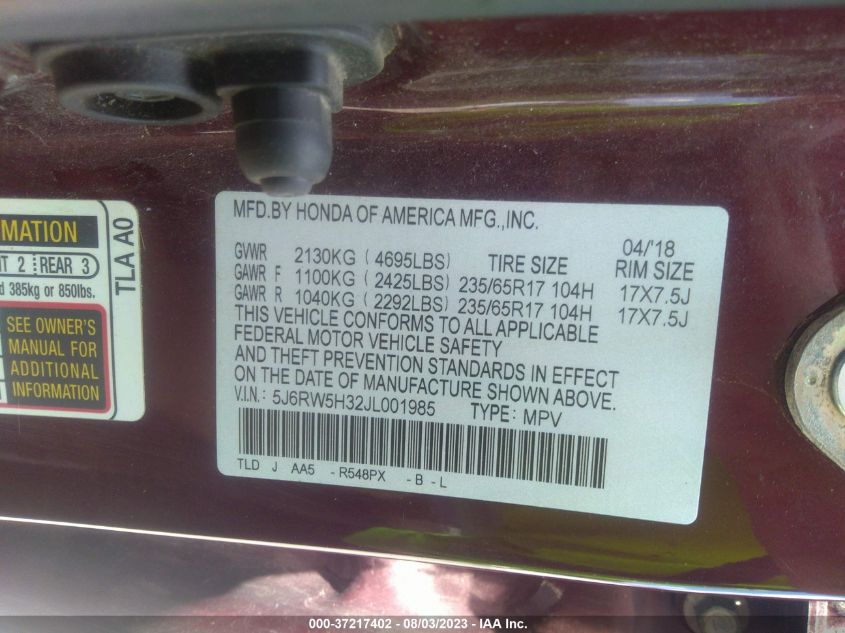 MATION
T 2 REAR 3
d 385kg or 850lbs.
SEE OWNER'S
MANUAL FOR
ADDITIONAL
INFORMATION
TLA A0
MFD.BY HONDA OF AMERICA MFG.,INC.
04/'18
GVWR 2130KG (4695LBS) TIRE SIZE RIM SIZE
GAWR F 1100KG (2425LBS) 235/65R17 104H 17X7.5J
GAWR R 1040KG (2292LBS) 235/65R17 104H 17X7.5J
THIS VEHICLE CONFORMS TO ALL APPLICABLE
FEDERAL MOTOR VEHICLE SAFETY
AND THEFT PREVENTION STANDARDS IN EFFECT
ON THE DATE OF MANUFACTURE SHOWN ABOVE.
V.I.N.: 5J6RW5H32JL001985 TYPE: MPV
TLD J AA5 - R548PX - B - L
000-37217402 - 08/03/2023 - IAA Inc.